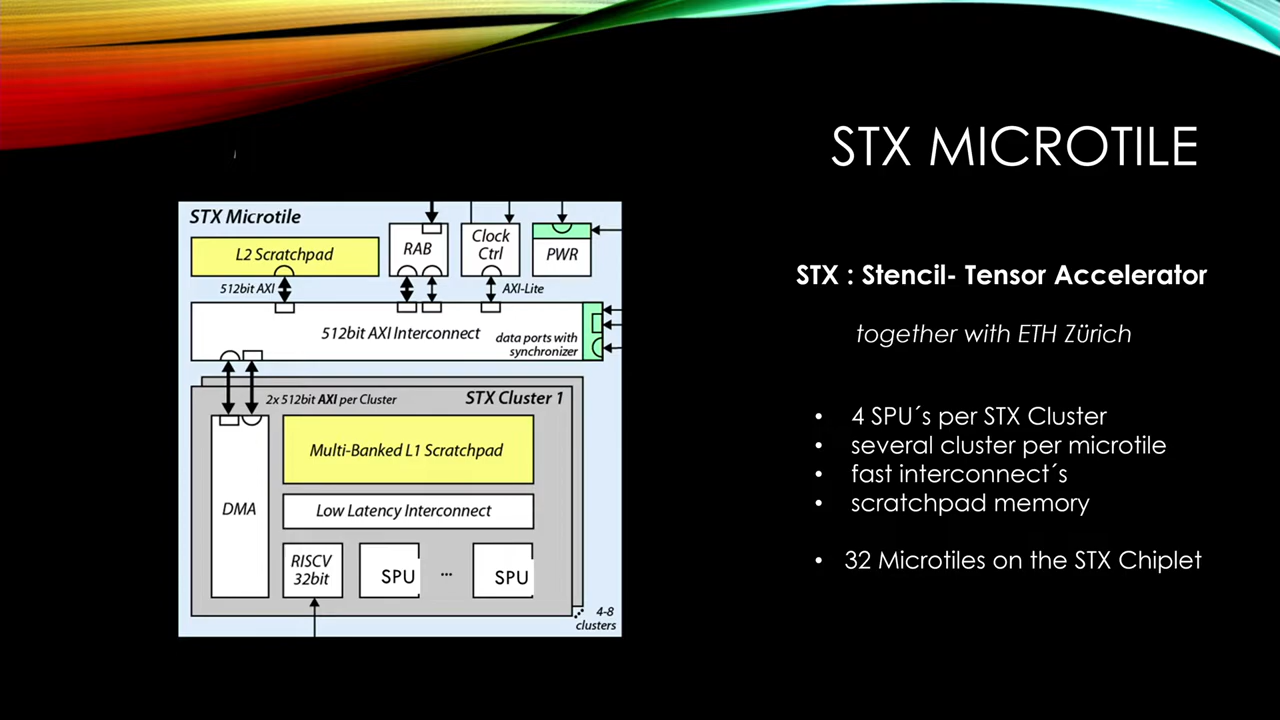 STX MICROTILE
STX Microtile
L2 Scratchpad
RAB
Clock
Ctrl
PWR
512bit AXI
AXI-Lite
512bit AXI Interconnect
data ports with
synchronizer
2x 512bit AXI per Cluster
STX Cluster 1
Multi-Banked L1 Scratchpad
DMA
Low Latency Interconnect
RISCV
32bit
SPU
...
SPU
4-8
clusters
STX : Stencil- Tensor Accelerator
together with ETH Zürich
• 4 SPU´s per STX Cluster
• several cluster per microtile
• fast interconnect´s
• scratchpad memory
• 32 Microtiles on the STX Chiplet